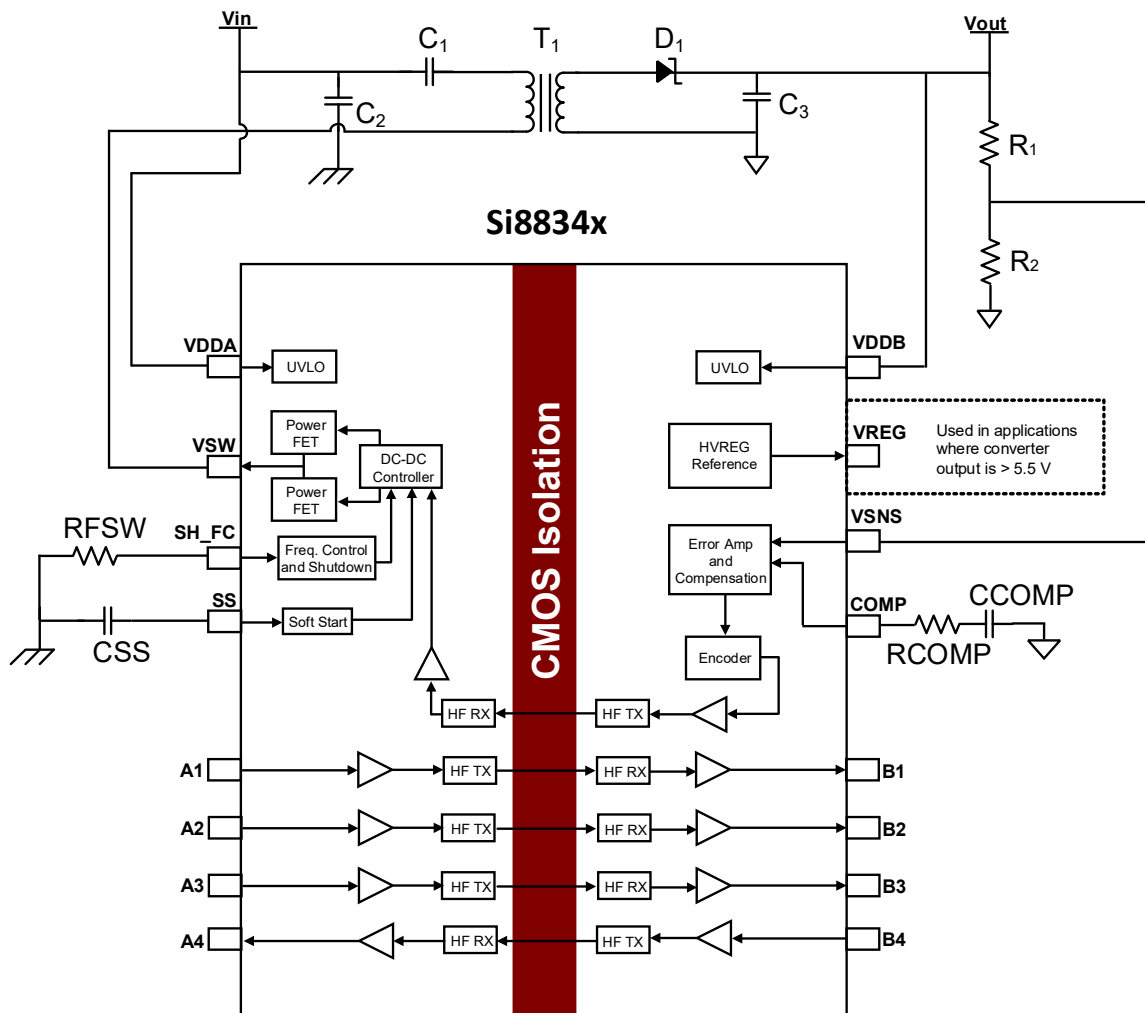 Vin
Vout
C1
T1
D1
C2
C3
R1
R2
Si8834x
VDDA
UVLO
UVLO
VDDB
VSW
Power
FET
Power
FET
DC-DC
Controller
HVREG
Reference
VREG
Used in applications
where converter
output is > 5.5 V
RFSW
SH_FC
Freq. Control
and Shutdown
CMOS Isolation
Error Amp
and
Compensation
VSNS
SS
Soft Start
CSS
COMP
CCOMP
RCOMP
Encoder
HF RX
HF TX
A1
HF TX
HF RX
B1
A2
HF TX
HF RX
B2
A3
HF TX
HF RX
B3
A4
HF RX
HF TX
B4